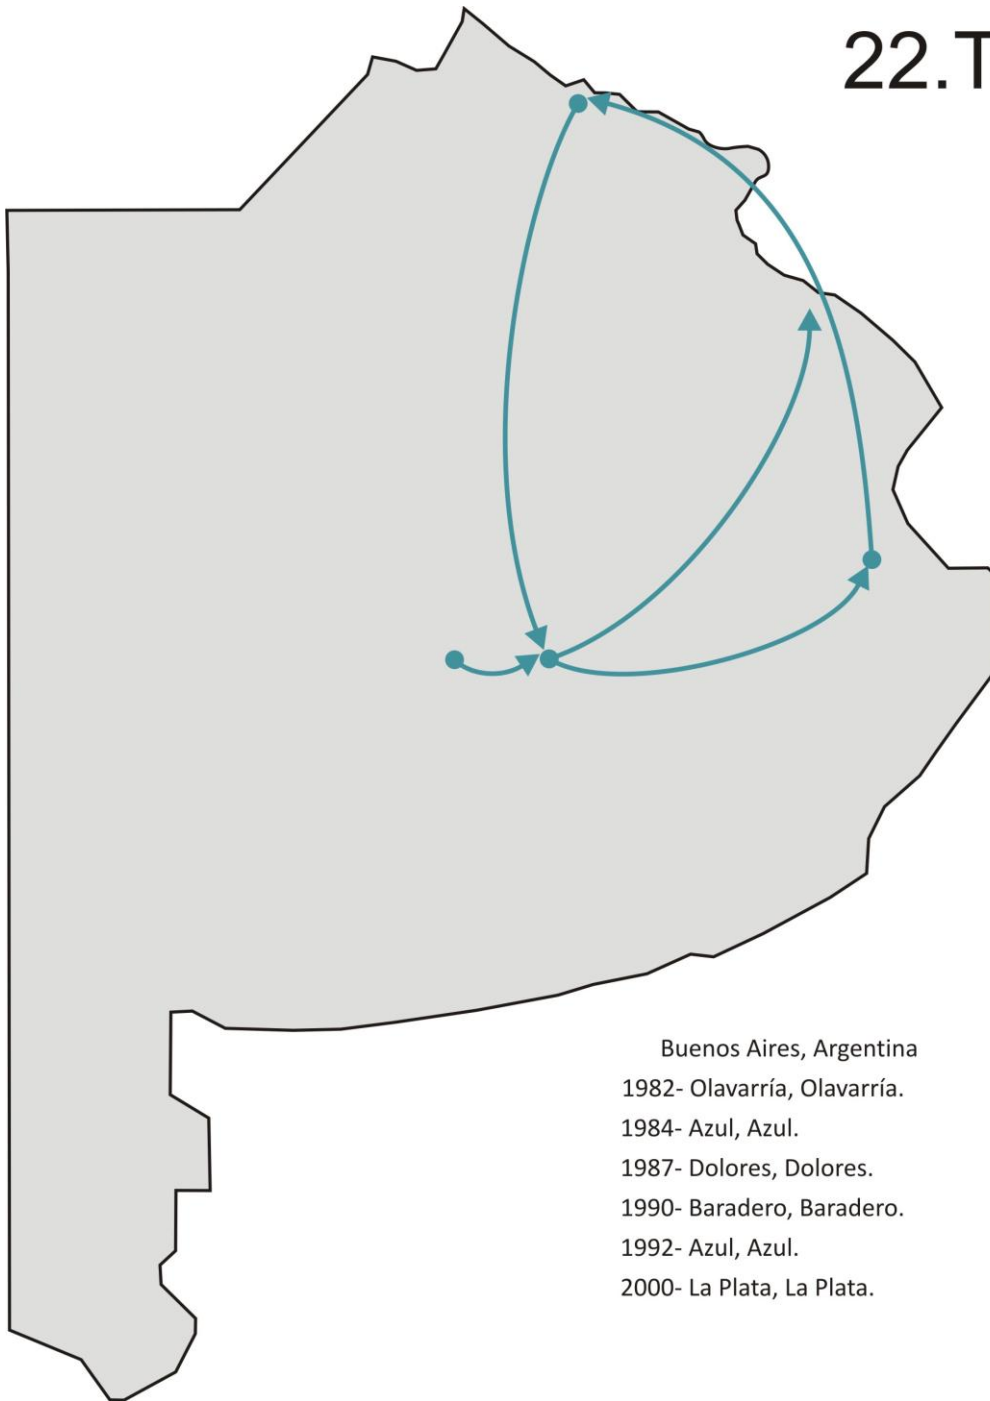 22.T
Buenos Aires, Argentina
1982- Olavarría, Olavarría.
1984- Azul, Azul.
1987- Dolores, Dolores.
1990- Baradero, Baradero.
1992- Azul, Azul.
2000- La Plata, La Plata.